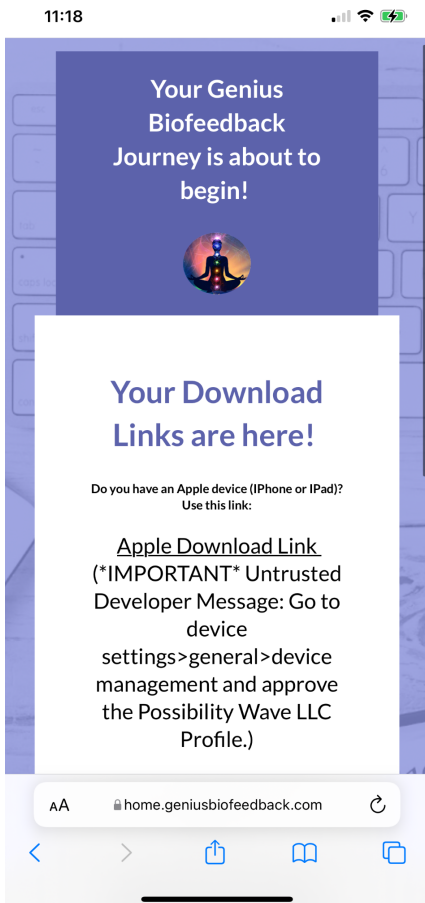 11:18
Your Genius
Biofeedback
Journey is about to
begin!
Your Download
Links are here!
Do you have an Apple device (IPhone or IPad)?
Use this link:
Apple Download Link
(*IMPORTANT* Untrusted
Developer Message: Go to
device
settings>general>device
management and approve
the Possibility Wave LLC
Profile.)
AA home.geniusbiofeedback.com